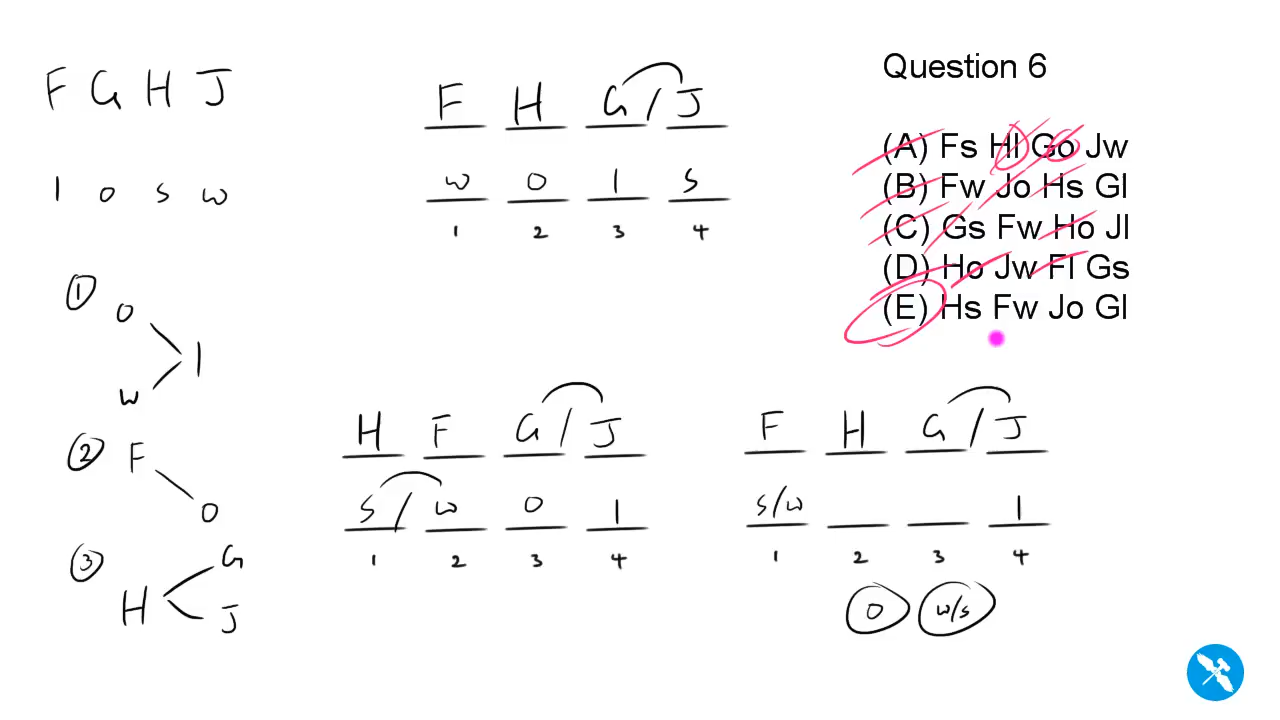 F G H J
l o s w
① o
l
w
② F
o
③ G
H
J
F H G / J
w o l s
1 2 3 4
H F G / J
s / w o l
1 2 3 4
F H G / J
s/w l
1 2 3 4
o w/s
Question 6
(A) Fs Hl Go Jw
(B) Fw Jo Hs Gl
(C) Gs Fw Ho Jl
(D) Ho Jw Fl Gs
(E) Hs Fw Jo Gl